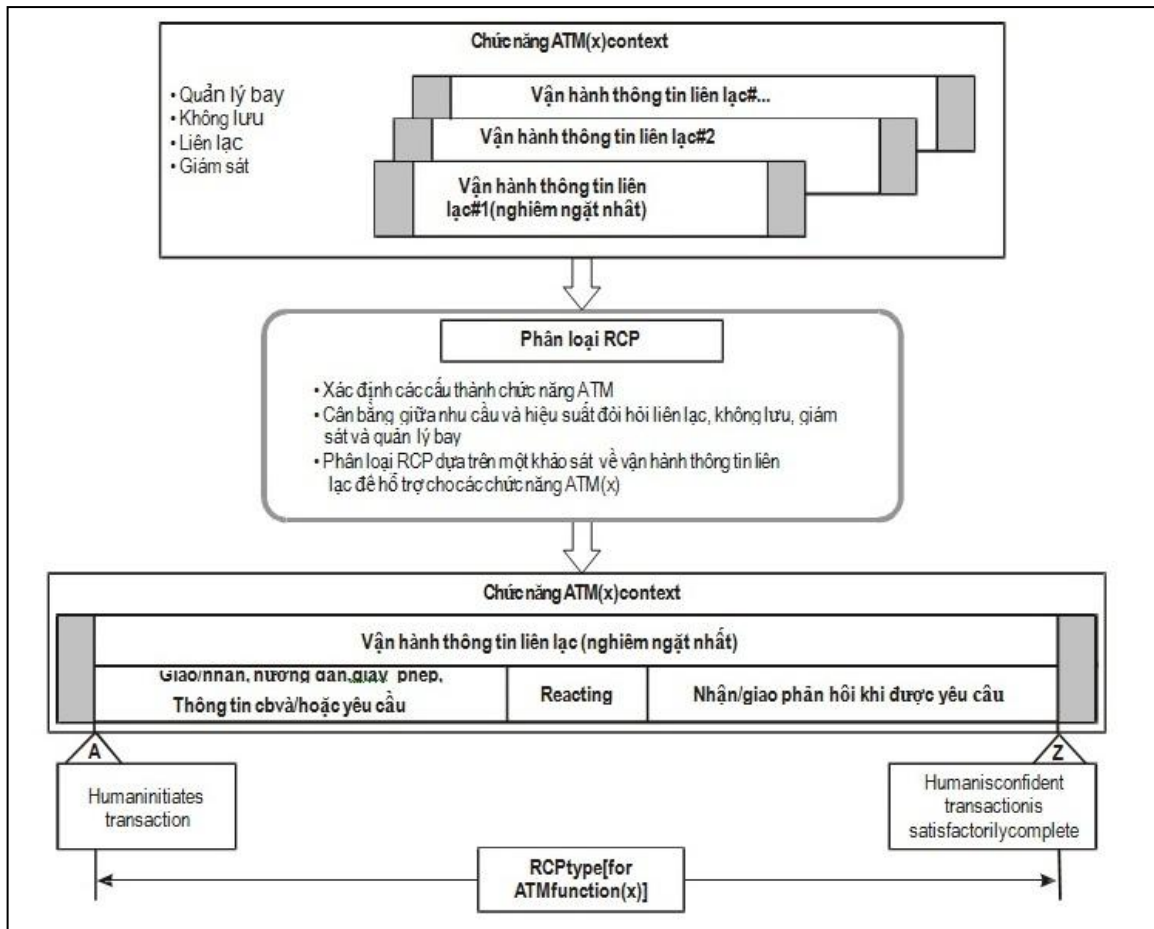 Chức năng ATM(x)context
• Quản lý bay
• Không lưu
• Liên lạc
• Giám sát
Vận hành thông tin liên lạc#...
Vận hành thông tin liên lạc#2
Vận hành thông tin liên
lạc#1(nghiêm ngặt nhất)
Phân loại RCP
• Xác định các cấu thành chức năng ATM
• Cân bằng giữa nhu cầu và hiệu suất đòi hỏi liên lạc, không lưu, giám
sát và quản lý bay
• Phân loại RCP dựa trên một khảo sát về vận hành thông tin liên
lạc để hỗ trợ cho các chức năng ATM(x)
Chức năng ATM(x)context
Vận hành thông tin liên lạc (nghiêm ngặt nhất)
Giao/nhận, hướng dẫn,giấy phép,
Thông tin cbvà/hoặc yêu cầu
Reacting
Nhận/giao phản hồi khi được yêu cầu
A
Z
Humaninitiates
transaction
Humanisconfident
transactionis
satisfactorilycomplete
RCPtype[for
ATMfunction(x)]